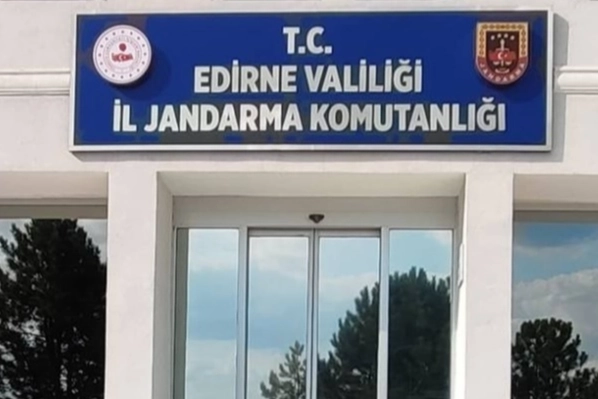 T.C.
EDİRNE VALİLİĞİ
İL JANDARMA KOMUTANLIĞI